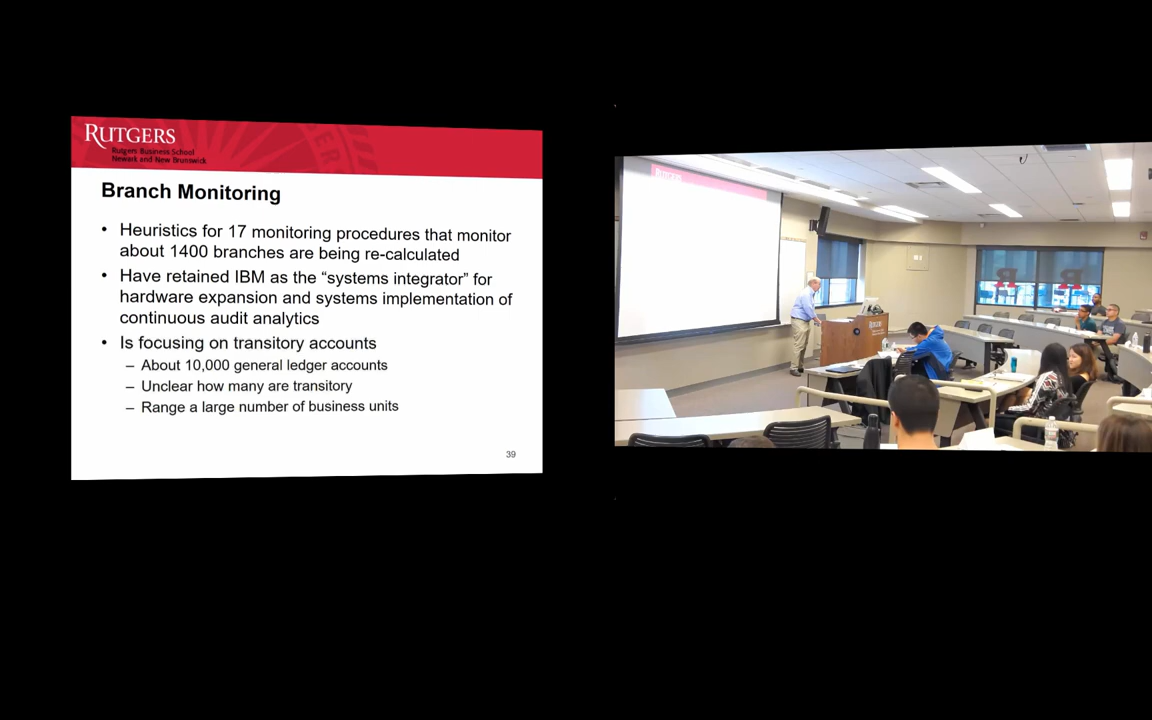 RUTGERS
Rutgers Business School
Newark and New Brunswick
Branch Monitoring
• Heuristics for 17 monitoring procedures that monitor
about 1400 branches are being re-calculated
• Have retained IBM as the “systems integrator” for
hardware expansion and systems implementation of
continuous audit analytics
• Is focusing on transitory accounts
– About 10,000 general ledger accounts
– Unclear how many are transitory
– Range a large number of business units
39
RUTGERS
RUTGERS
R R